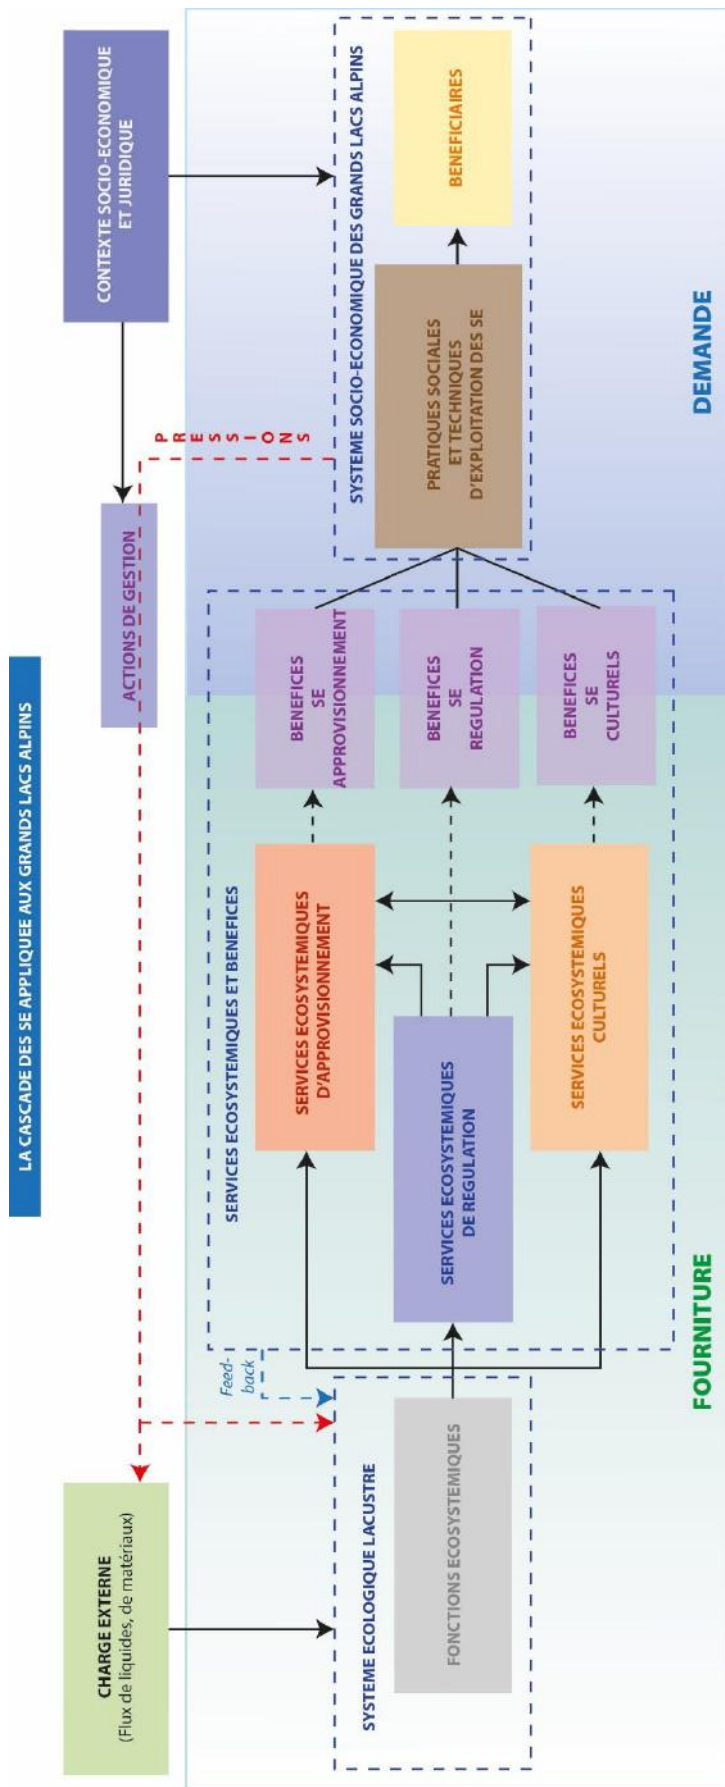 LA CASCADE DES SE APPLIQUEE AUX GRANDS LACS ALPINS
CHARGE EXTERNE
(Flux de liquides, de matériaux)
ACTIONS DE GESTION
CONTEXTE SOCIO-ECONOMIQUE
ET JURIDIQUE
PRESSIONS
Feed-
back
SYSTEME ECOLOGIQUE LACUSTRE
FONCTIONS ECOSYSTEMIQUES
SERVICES ECOSYSTEMIQUES ET BENEFICES
SERVICES ECOSYSTEMIQUES
D'APPROVISIONNEMENT
SERVICES ECOSYSTEMIQUES
DE REGULATION
SERVICES ECOSYSTEMIQUES
CULTURELS
BENEFICES
SE
APPROVISIONNEMENT
BENEFICES
SE
REGULATION
BENEFICES
SE
CULTURELS
SYSTEME SOCIO-ECONOMIQUE DES GRANDS LACS ALPINS
PRATIQUES SOCIALES
ET TECHNIQUES
D'EXPLOITATION DES SE
BENEFICIAIRES
FOURNITURE
DEMANDE